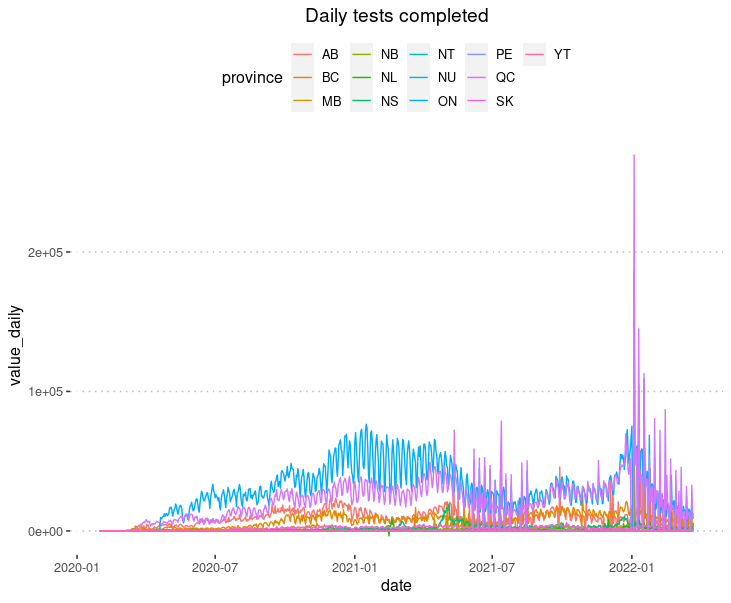 Daily tests completed
province
AB NB NT PE YT
BC NL NU QC
MB NS ON SK
value_daily
2e+05
1e+05
0e+00
2020-01 2020-07 2021-01 2021-07 2022-01
date